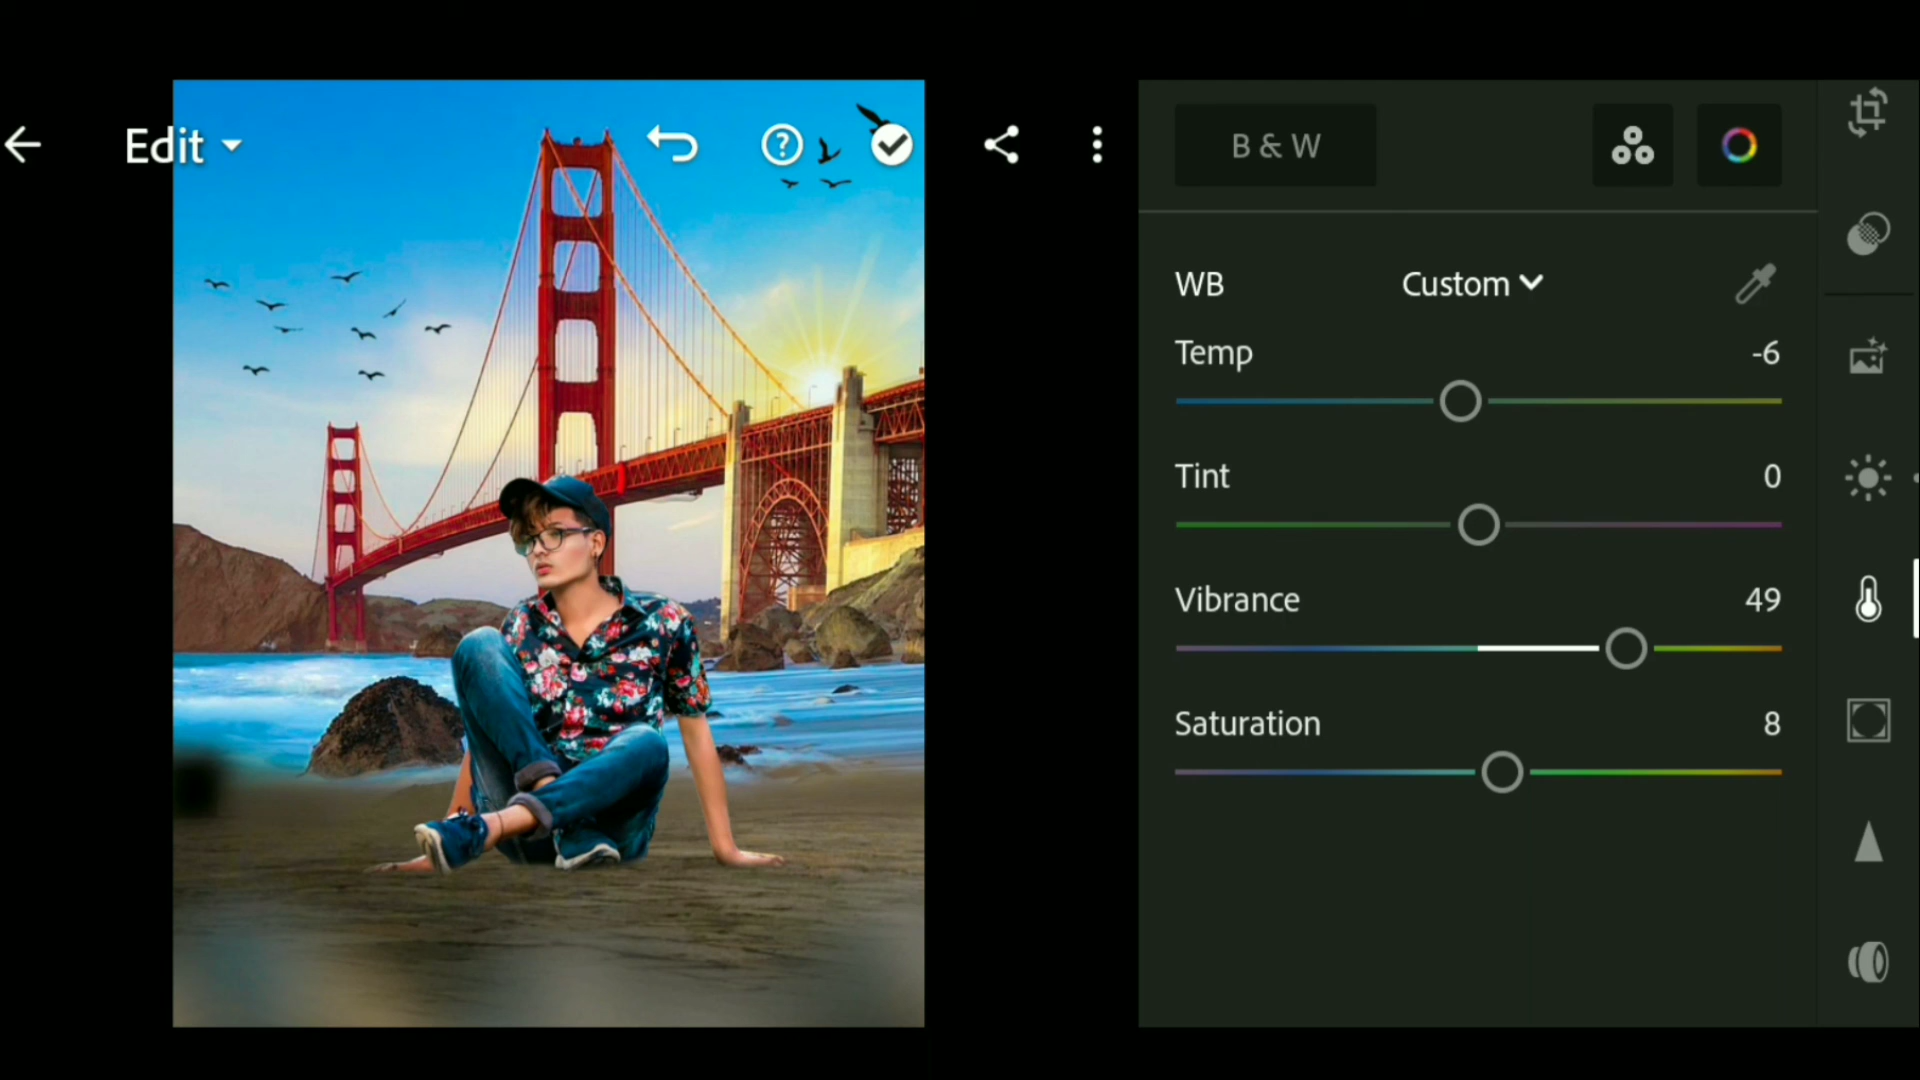 Edit
B & W
WB Custom
Temp -6
Tint 0
Vibrance 49
Saturation 8